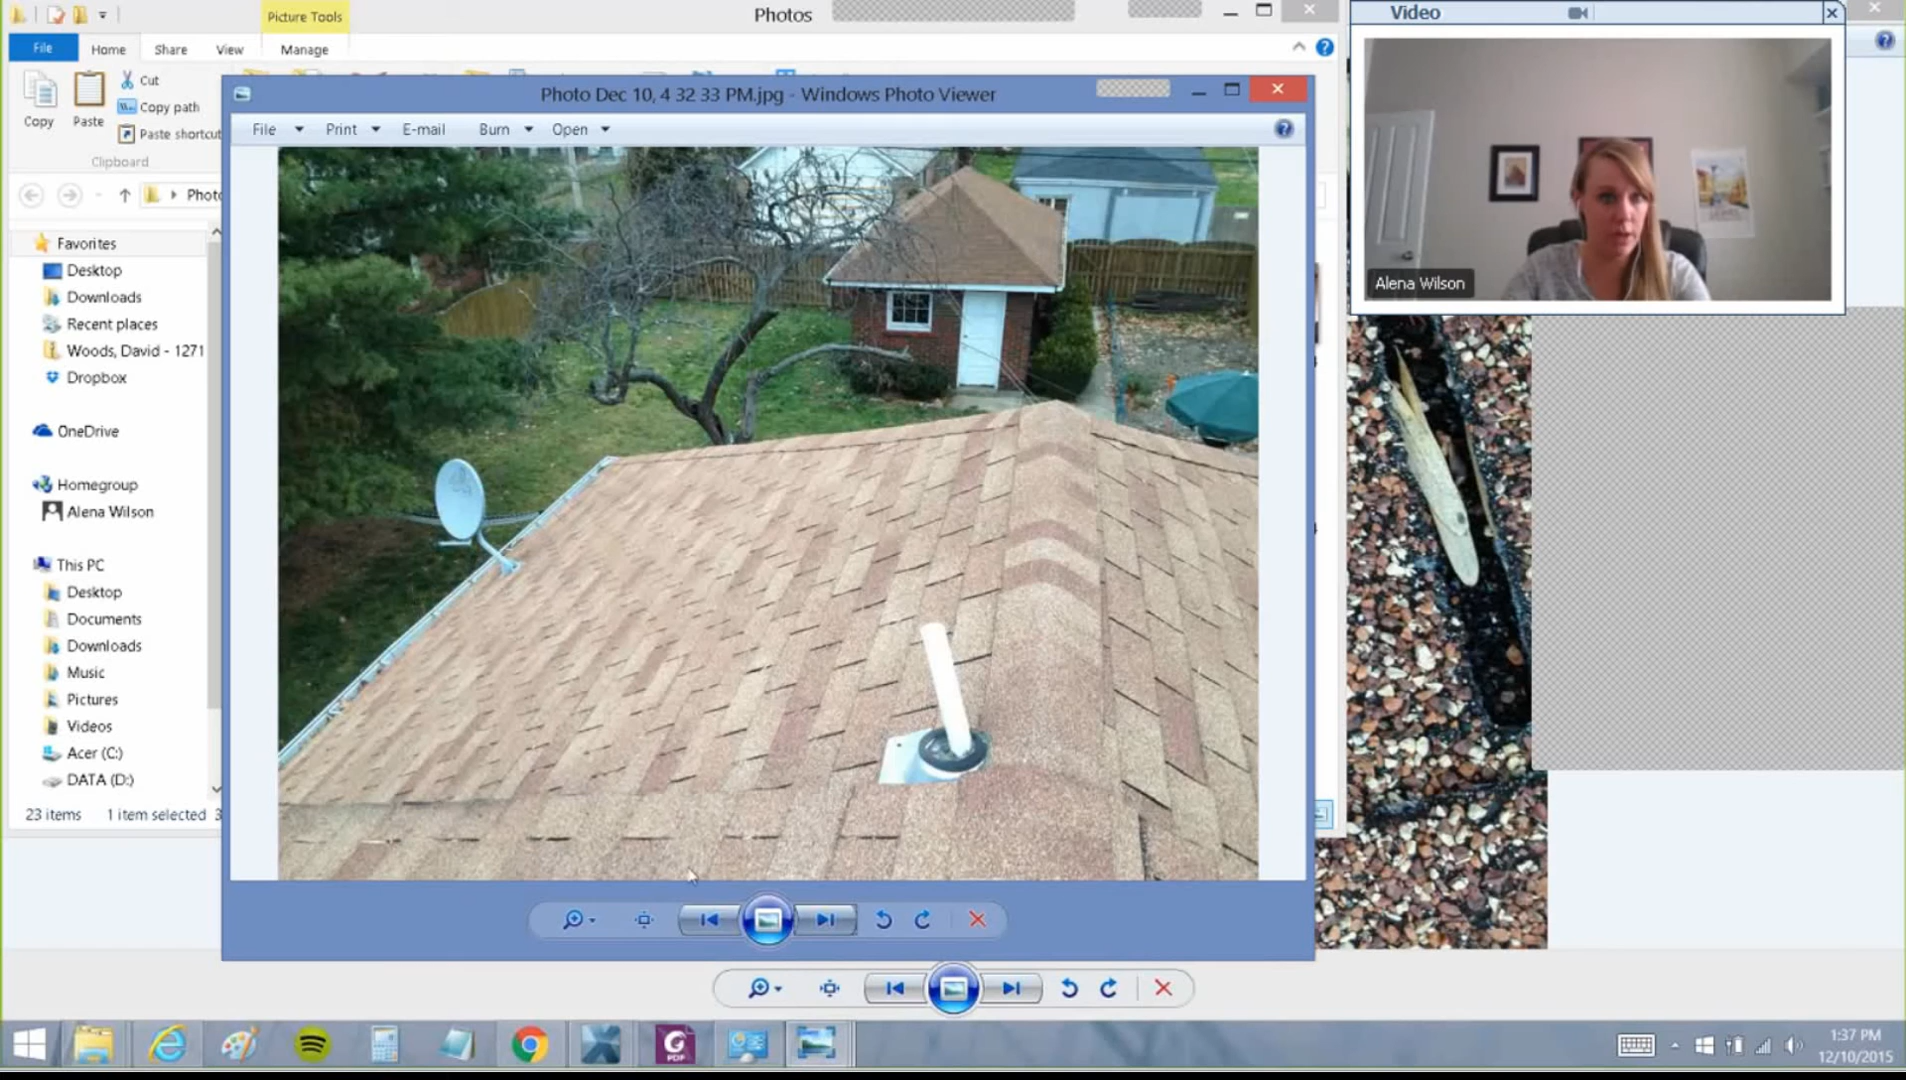 Picture Tools
Photos
File
Home
Share
View
Manage
Cut
Copy path
Paste shortcut
Copy
Paste
Clipboard
Photo Dec 10, 4 32 33 PM.jpg - Windows Photo Viewer
File
Print
E-mail
Burn
Open
Photo
Favorites
Desktop
Downloads
Recent places
Woods, David - 1271
Dropbox
OneDrive
Homegroup
Alena Wilson
This PC
Desktop
Documents
Downloads
Music
Pictures
Videos
Acer (C:)
DATA (D:)
23 items
1 item selected
3
Video
Alena Wilson
PDF
1:37 PM
12/10/2015